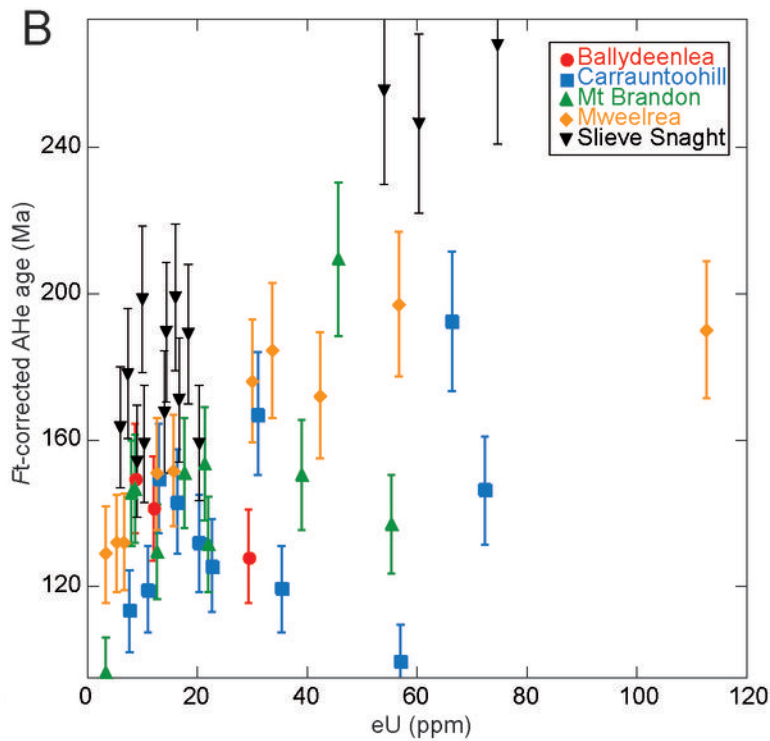 B
Ballydeenlea
Carrauntoohill
Mt Brandon
Mweelrea
Slieve Snaght
240
200
160
120
Ft-corrected AHe age (Ma)
0 20 40 60 80 100 120
eU (ppm)